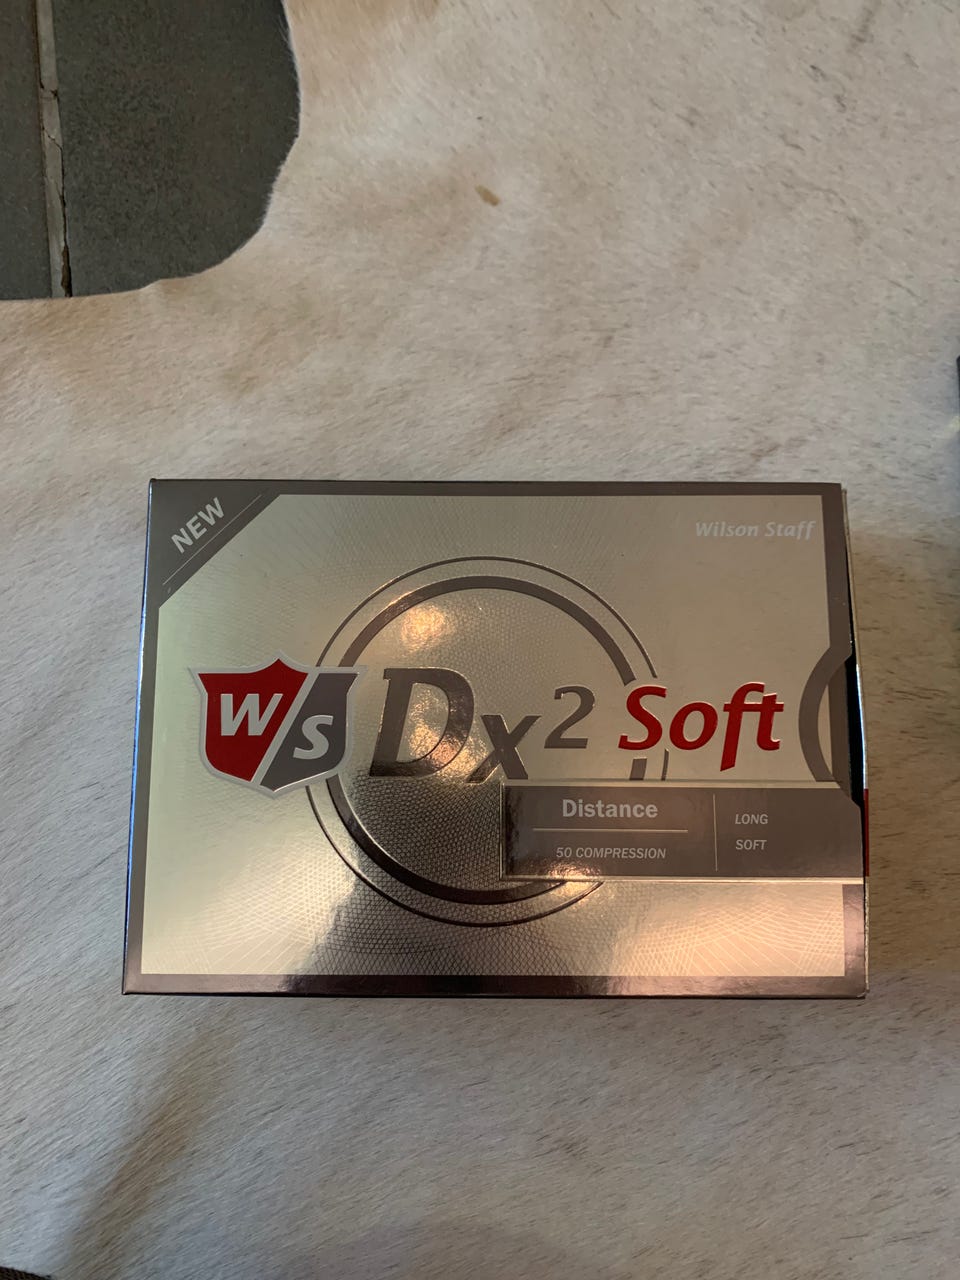 NEW
Wilson Staff
W/S Dx² Soft
Distance
50 COMPRESSION
LONG
SOFT